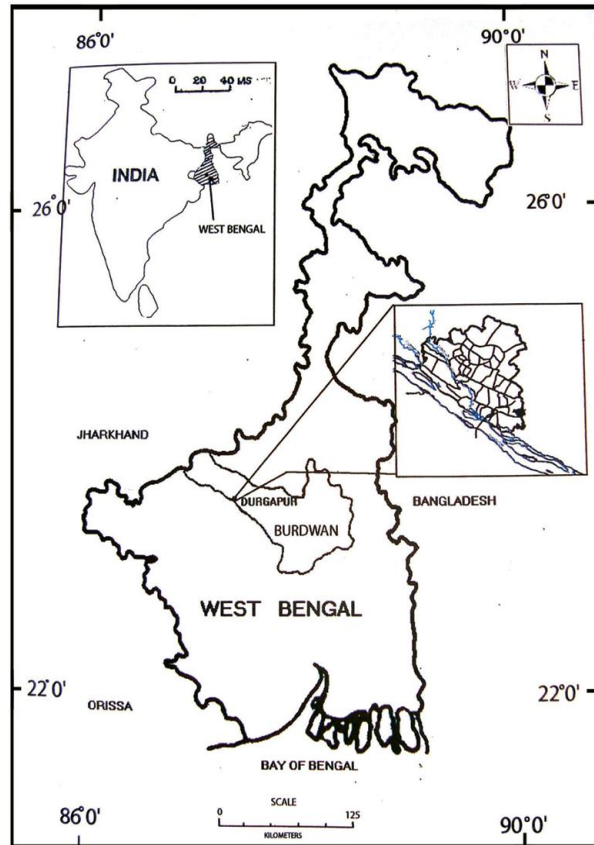 86°0'
90°0'
N
W E
S
0 20 40 MS
INDIA
WEST BENGAL
26°0'
26°0'
JHARKHAND
DURGAPUR
BANGLADESH
BURDWAN
WEST BENGAL
22°0'
22°0'
ORISSA
BAY OF BENGAL
SCALE
0 125
KILOMETERS
86°0'
90°0'